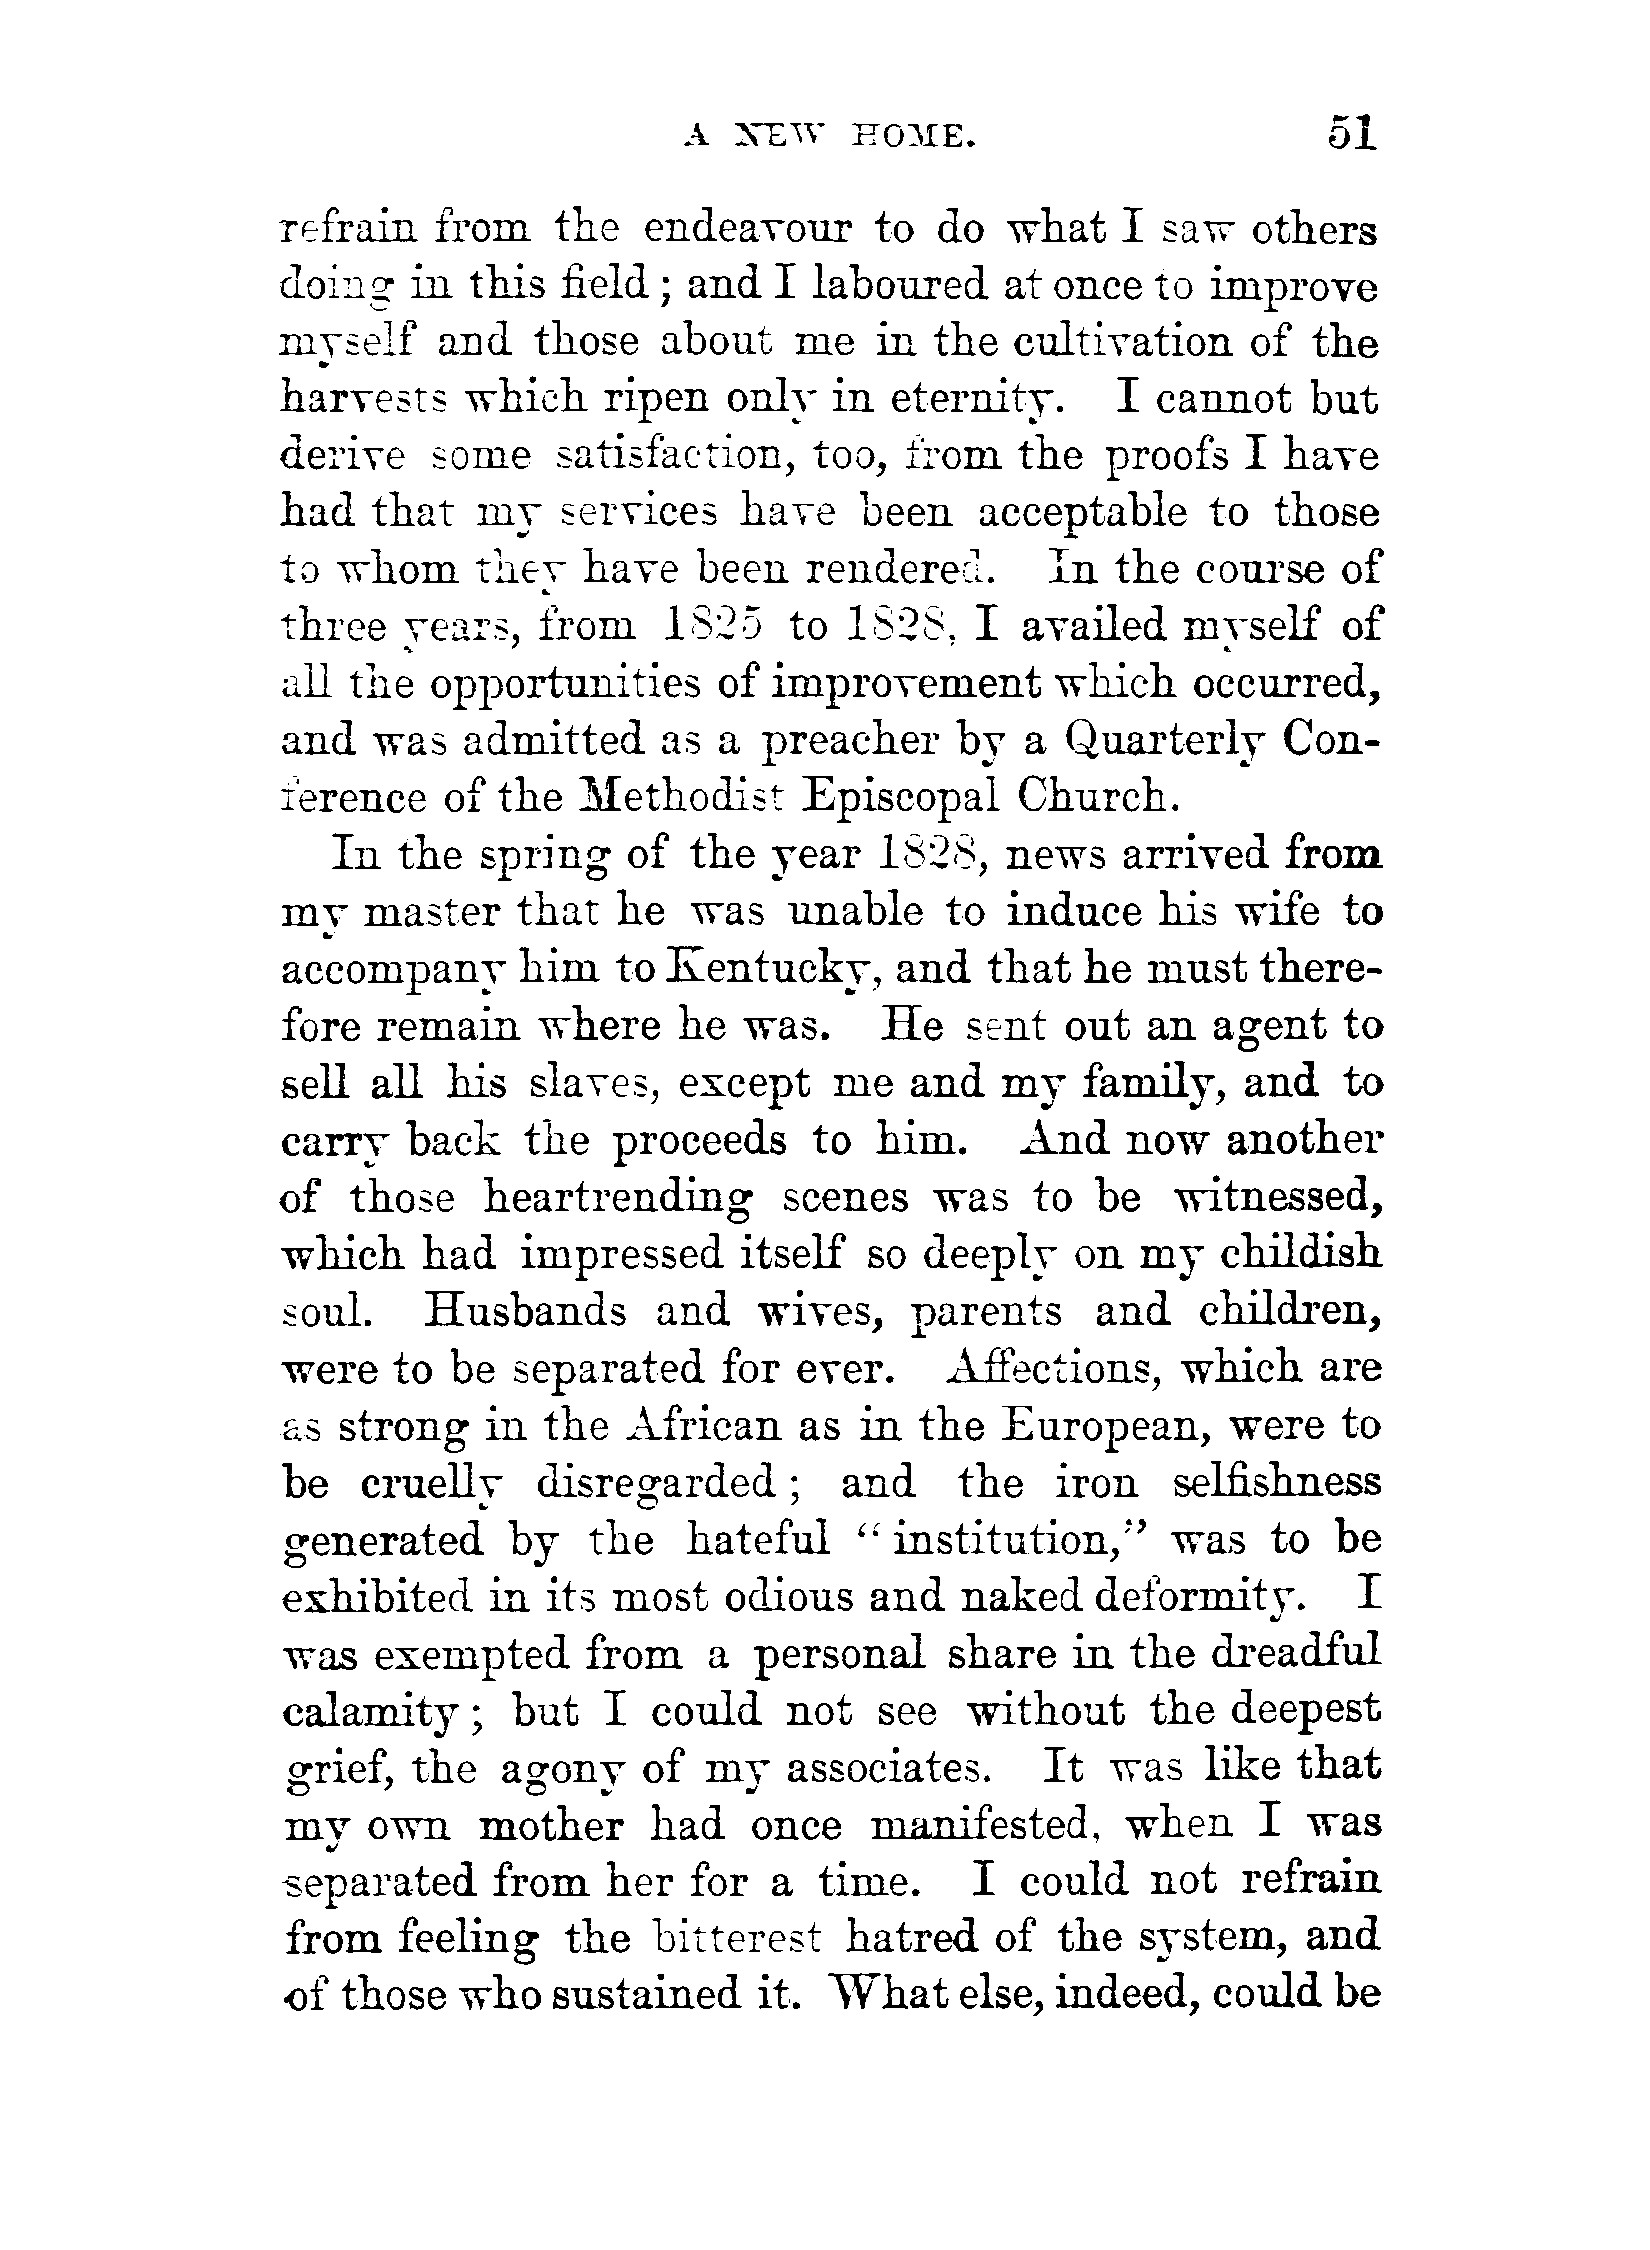 A NEW HOME. 51
refrain from the endeavour to do what I saw others
doing in this field ; and I laboured at once to improve
myself and those about me in the cultivation of the
harvests which ripen only in eternity. I cannot but
derive some satisfaction, too, from the proofs I have
had that my services have been acceptable to those
to whom they have been rendered. In the course of
three years, from 1825 to 1828, I availed myself of
all the opportunities of improvement which occurred,
and was admitted as a preacher by a Quarterly Con-
ference of the Methodist Episcopal Church.
In the spring of the year 1828, news arrived from
my master that he was unable to induce his wife to
accompany him to Kentucky, and that he must there-
fore remain where he was. He sent out an agent to
sell all his slaves, except me and my family, and to
carry back the proceeds to him. And now another
of those heartrending scenes was to be witnessed,
which had impressed itself so deeply on my childish
soul. Husbands and wives, parents and children,
were to be separated for ever. Affections, which are
as strong in the African as in the European, were to
be cruelly disregarded ; and the iron selfishness
generated by the hateful “ institution,” was to be
exhibited in its most odious and naked deformity. I
was exempted from a personal share in the dreadful
calamity ; but I could not see without the deepest
grief, the agony of my associates. It was like that
my own mother had once manifested, when I was
separated from her for a time. I could not refrain
from feeling the bitterest hatred of the system, and
of those who sustained it. What else, indeed, could be